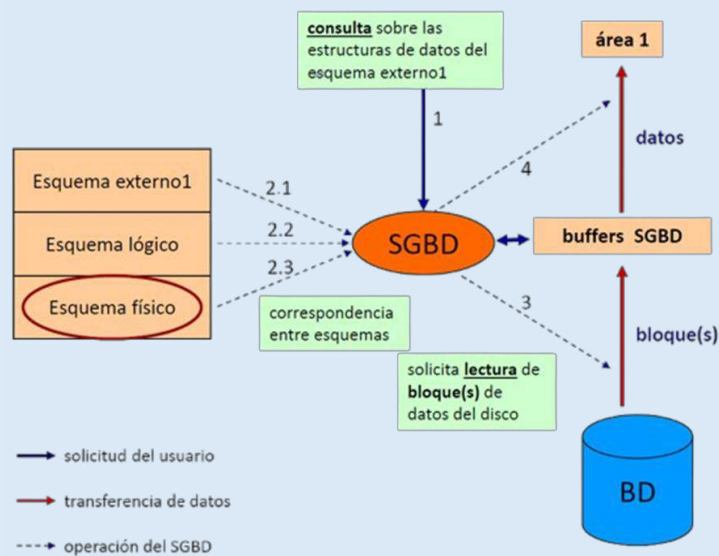 consulta sobre las
estructuras de datos del
esquema externo1
área 1
1
4
datos
Esquema externo1
2.1
Esquema lógico
2.2
SGBD
buffers SGBD
2.3
Esquema físico
correspondencia
entre esquemas
3
bloque(s)
solicita lectura de
bloque(s) de
datos del disco
solicitud del usuario
transferencia de datos
operación del SGBD
BD